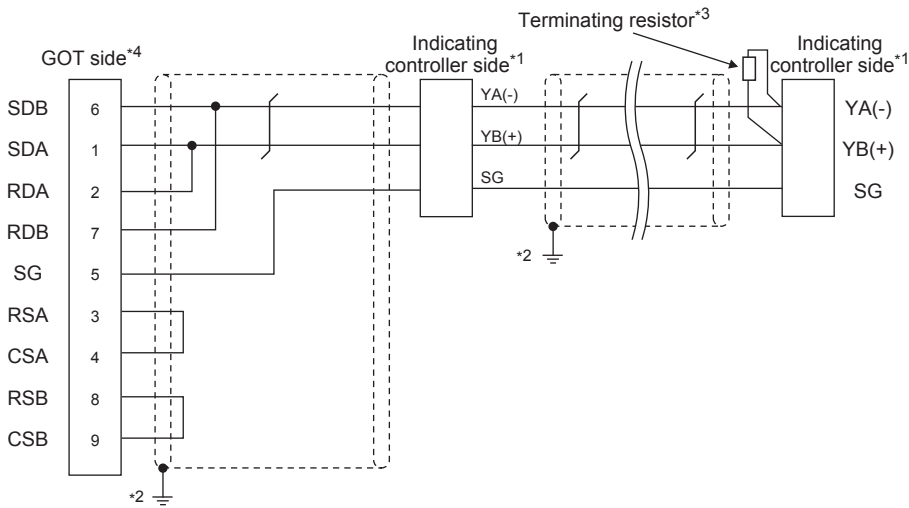 Terminating resistor*3
GOT side*4
Indicating
controller side*1
Indicating
controller side*1
SDB 6 YA(-) YA(-)
SDA 1 YB(+) YB(+)
RDA 2 SG SG
RDB 7
*2
SG 5
RSA 3
CSA 4
RSB 8
CSB 9
*2